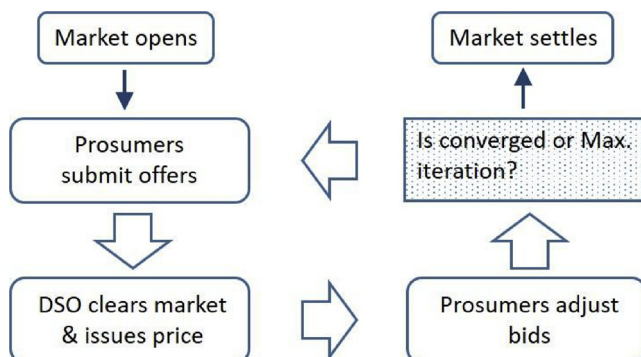 Market opens
Market settles
Prosumers
submit offers
Is converged or Max.
iteration?
DSO clears market
& issues price
Prosumers adjust
bids